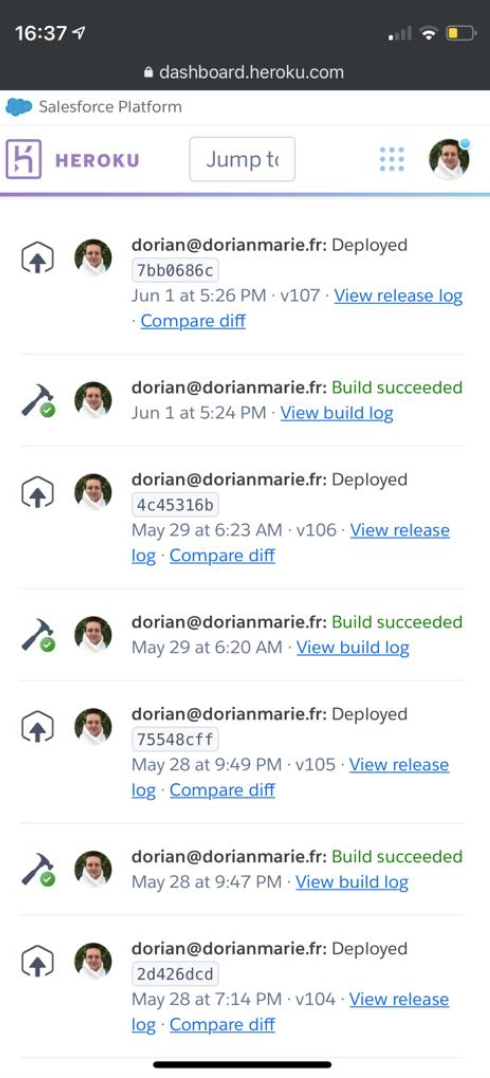 16:37
dashboard.heroku.com
Salesforce Platform
HEROKU
Jump to
dorian@dorianmarie.fr: Deployed
7bb0686c
Jun 1 at 5:26 PM · v107 · View release log
· Compare diff
dorian@dorianmarie.fr: Build succeeded
Jun 1 at 5:24 PM · View build log
dorian@dorianmarie.fr: Deployed
4c45316b
May 29 at 6:23 AM · v106 · View release
log · Compare diff
dorian@dorianmarie.fr: Build succeeded
May 29 at 6:20 AM · View build log
dorian@dorianmarie.fr: Deployed
75548cff
May 28 at 9:49 PM · v105 · View release
log · Compare diff
dorian@dorianmarie.fr: Build succeeded
May 28 at 9:47 PM · View build log
dorian@dorianmarie.fr: Deployed
2d426dcd
May 28 at 7:14 PM · v104 · View release
log · Compare diff